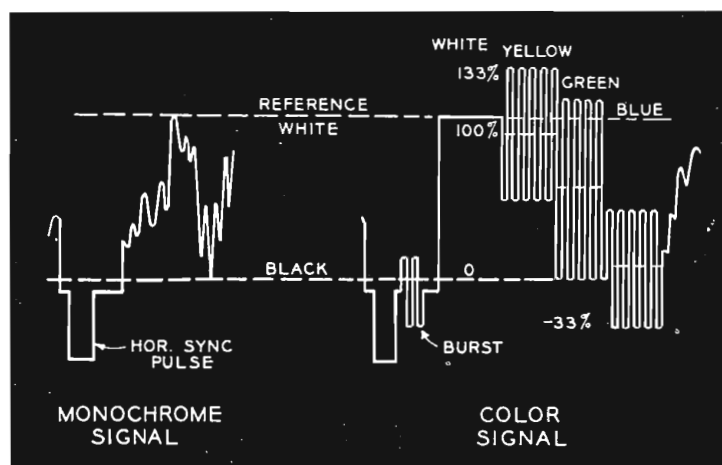 WHITE
YELLOW
133%
GREEN
REFERENCE
WHITE
100%
BLUE
BLACK
0
-33%
HOR. SYNC
PULSE
BURST
MONOCHROME
SIGNAL
COLOR
SIGNAL